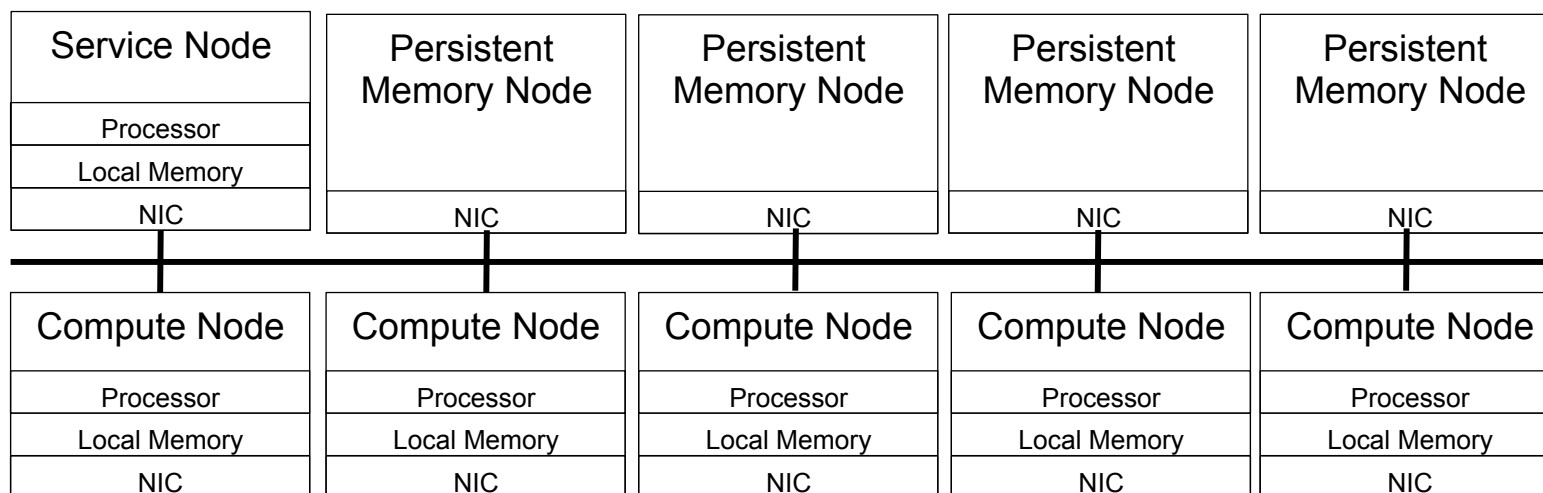 Service Node
Processor
Local Memory
NIC
Persistent
Memory Node
NIC
Persistent
Memory Node
NIC
Persistent
Memory Node
NIC
Persistent
Memory Node
NIC
Compute Node
Processor
Local Memory
NIC
Compute Node
Processor
Local Memory
NIC
Compute Node
Processor
Local Memory
NIC
Compute Node
Processor
Local Memory
NIC
Compute Node
Processor
Local Memory
NIC